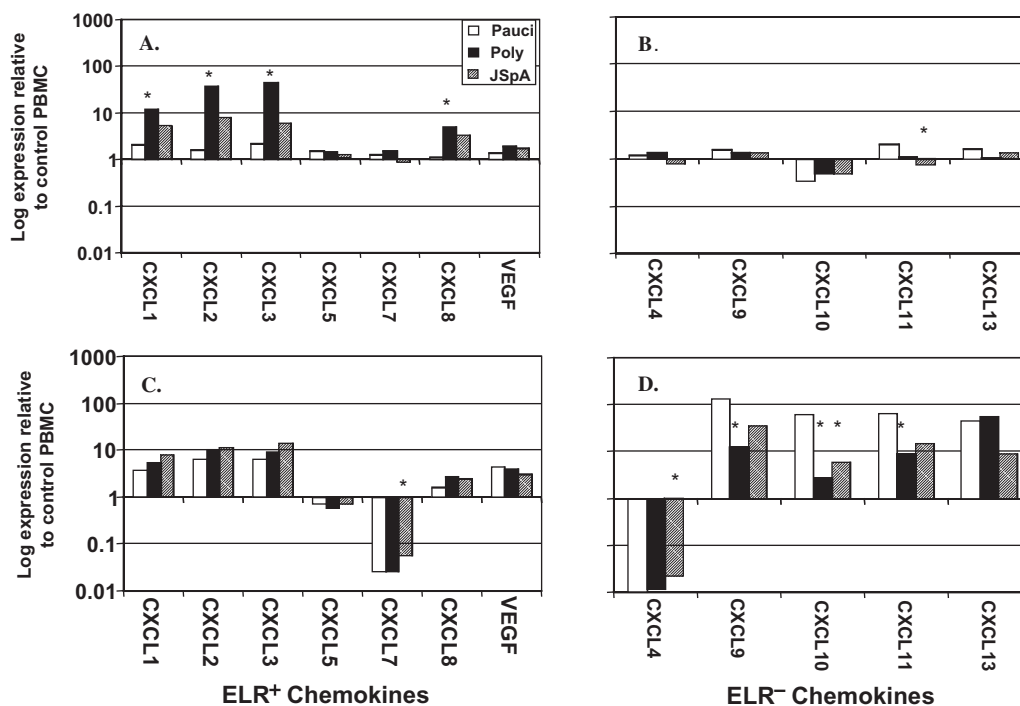 Log expression relative
to control PBMC
1000
100
10
1
0.1
0.01
A.
*
*
*
*
Pauci
Poly
JSpA
CXCL1
CXCL2
CXCL3
CXCL5
CXCL7
CXCL8
VEGF
B.
*
CXCL4
CXCL9
CXCL10
CXCL11
CXCL13
Log expression relative
to control PBMC
1000
100
10
1
0.1
0.01
C.
*
CXCL1
CXCL2
CXCL3
CXCL5
CXCL7
CXCL8
VEGF
ELR+ Chemokines
D.
*
*
* *
*
CXCL4
CXCL9
CXCL10
CXCL11
CXCL13
ELR– Chemokines